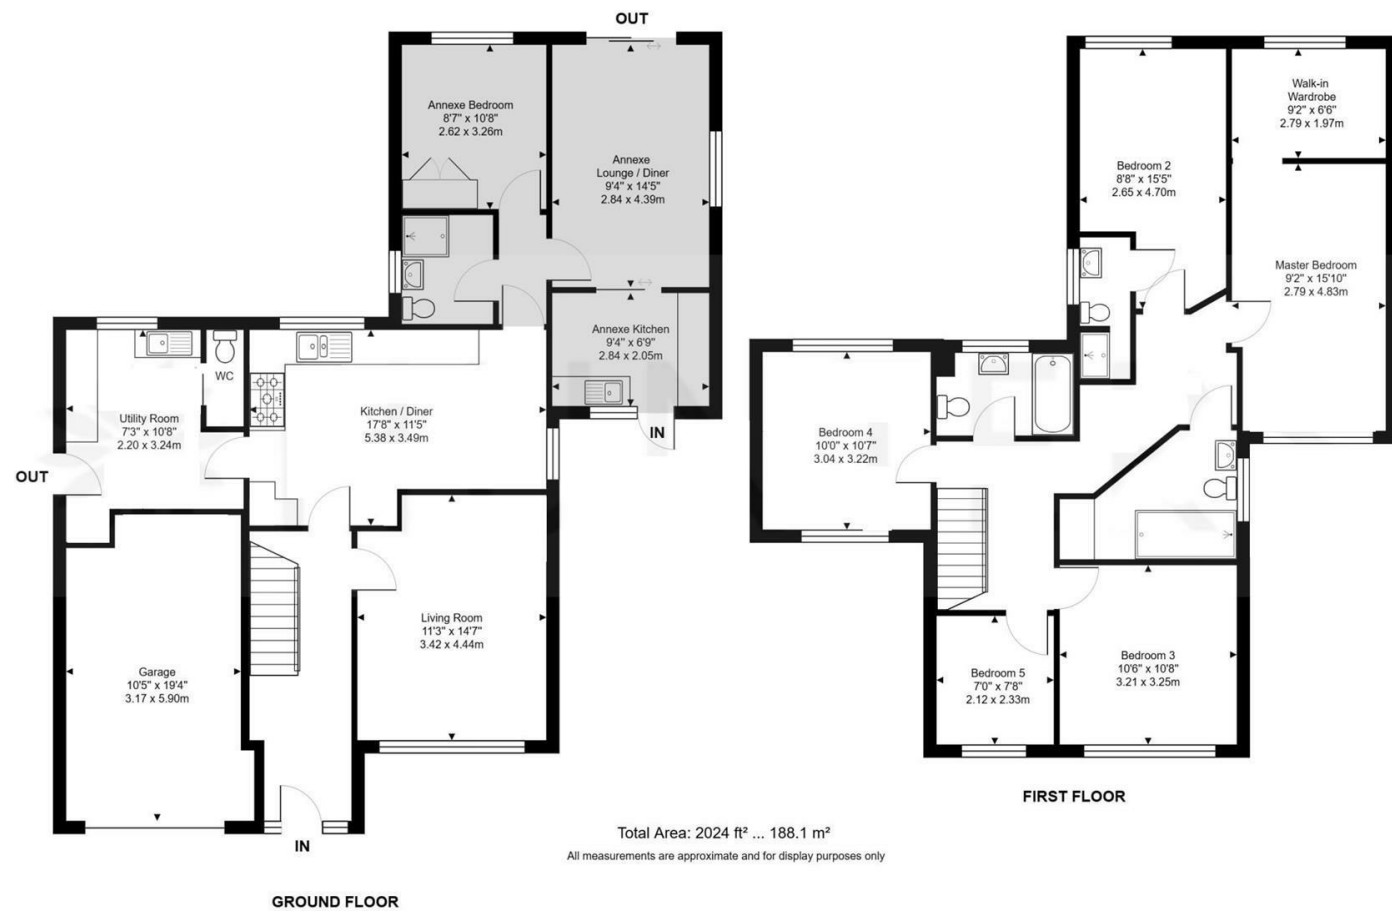 OUT
Annexe Bedroom
8'7" x 10'8"
2.62 x 3.26m
Annexe
Lounge / Diner
9'4" x 14'5"
2.84 x 4.39m
Annexe Kitchen
9'4" x 6'9"
2.84 x 2.05m
IN
WC
Utility Room
7'3" x 10'8"
2.20 x 3.24m
Kitchen / Diner
17'8" x 11'5"
5.38 x 3.49m
OUT
Living Room
11'3" x 14'7"
3.42 x 4.44m
Garage
10'5" x 19'4"
3.17 x 5.90m
IN
GROUND FLOOR
Walk-in
Wardrobe
9'2" x 6'6"
2.79 x 1.97m
Bedroom 2
8'8" x 15'5"
2.65 x 4.70m
Master Bedroom
9'2" x 15'10"
2.79 x 4.83m
Bedroom 4
10'0" x 10'7"
3.04 x 3.22m
Bedroom 3
10'6" x 10'8"
3.21 x 3.25m
Bedroom 5
7'0" x 7'8"
2.12 x 2.33m
FIRST FLOOR
Total Area: 2024 ft² ... 188.1 m²
All measurements are approximate and for display purposes only